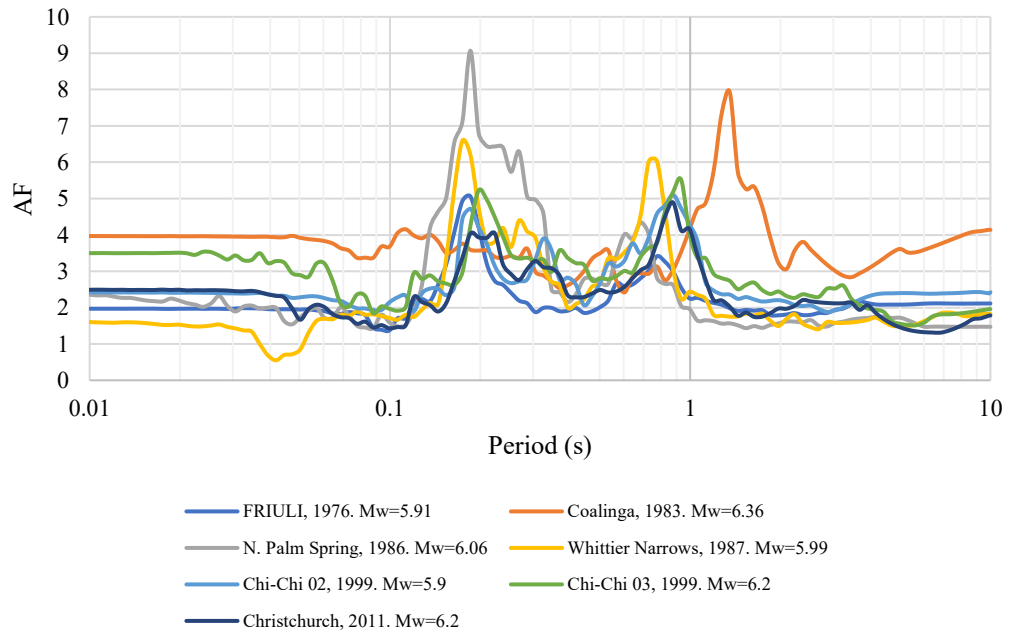 10
9
8
7
6
5
4
3
2
1
0
AF
0.01 0.1 1 10
Period (s)
FRIULI, 1976. Mw=5.91 Coalinga, 1983. Mw=6.36
N. Palm Spring, 1986. Mw=6.06 Whittier Narrows, 1987. Mw=5.99
Chi-Chi 02, 1999. Mw=5.9 Chi-Chi 03, 1999. Mw=6.2
Christchurch, 2011. Mw=6.2